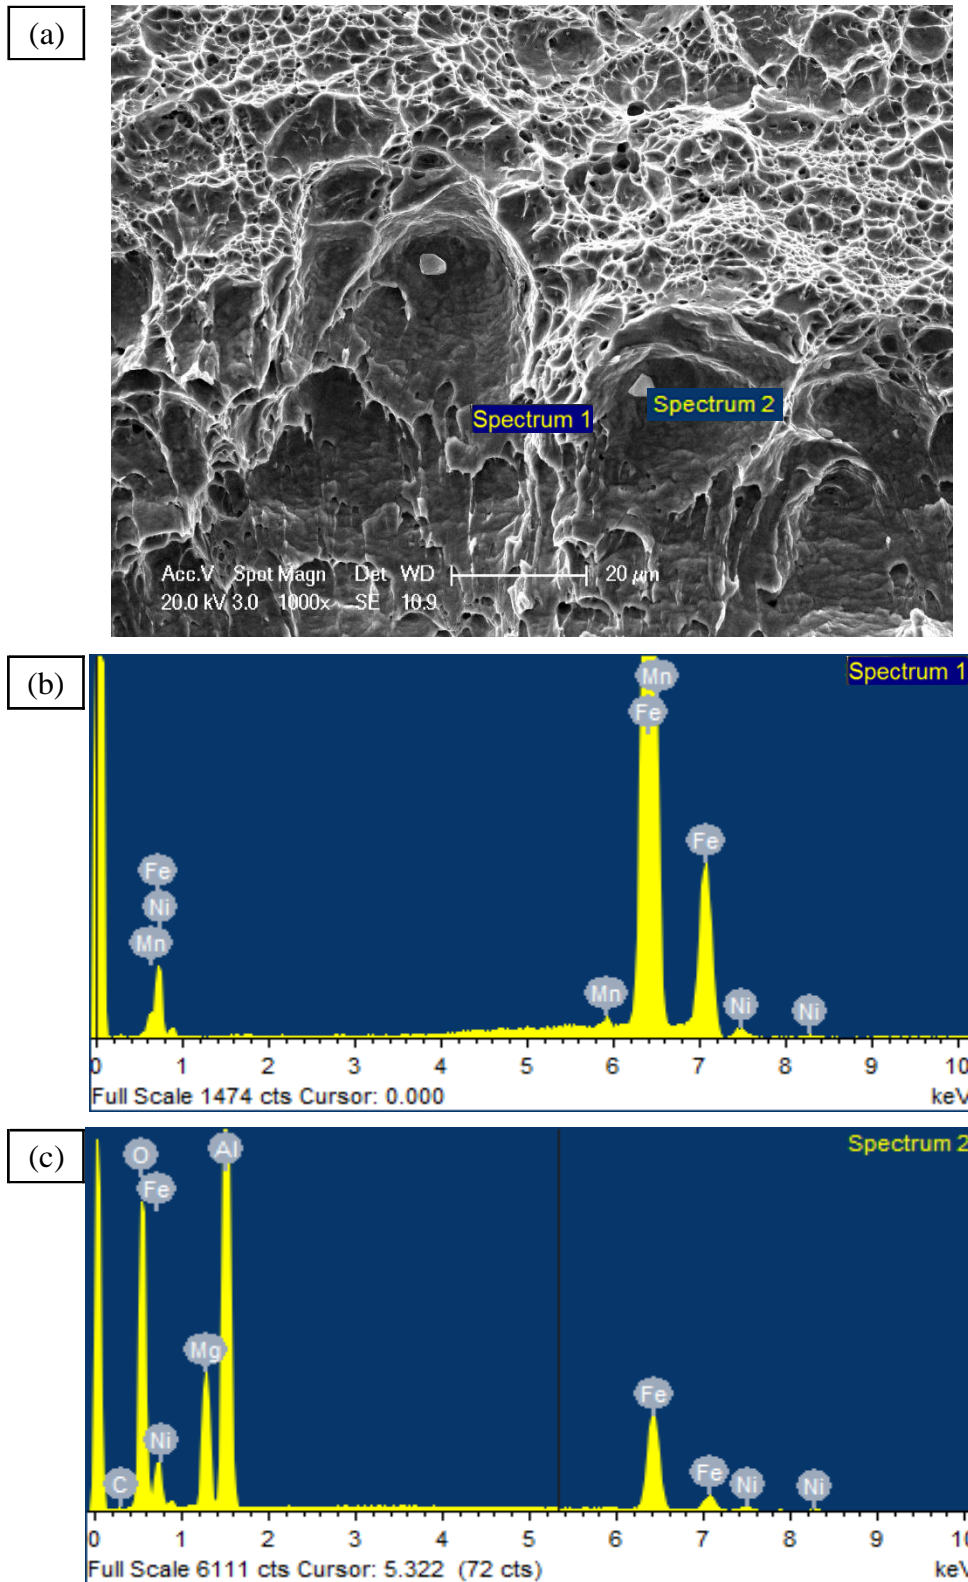 (a)
Spectrum 1
Spectrum 2
Acc.V Spot Magn Det WD 20 µm
20.0 kV 3.0 1000x SE 10.9
(b)
Spectrum 1
Mn
Fe
Fe
Fe
Ni
Mn
Mn
Ni
Ni
0 1 2 3 4 5 6 7 8 9 10
Full Scale 1474 cts Cursor: 0.000 keV
(c)
Spectrum 2
O
Al
Fe
Mg
Fe
Ni
C
Fe
Ni
Ni
0 1 2 3 4 5 6 7 8 9 10
Full Scale 6111 cts Cursor: 5.322 (72 cts) keV